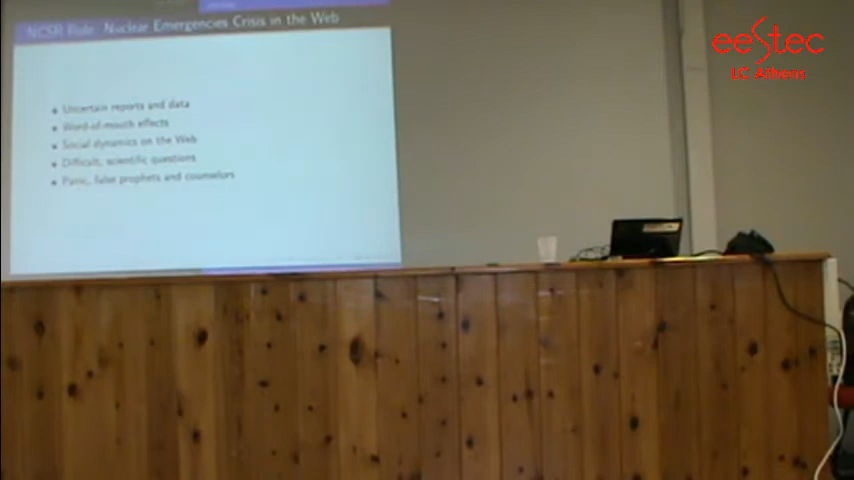 NCSR Role: Nuclear Emergencies Crisis in the Web
Uncertain reports and data
Word-of-mouth effects
Social dynamics on the Web
Difficult, scientific questions
Panic, false prophets and counselors
eeStec
LC Athens